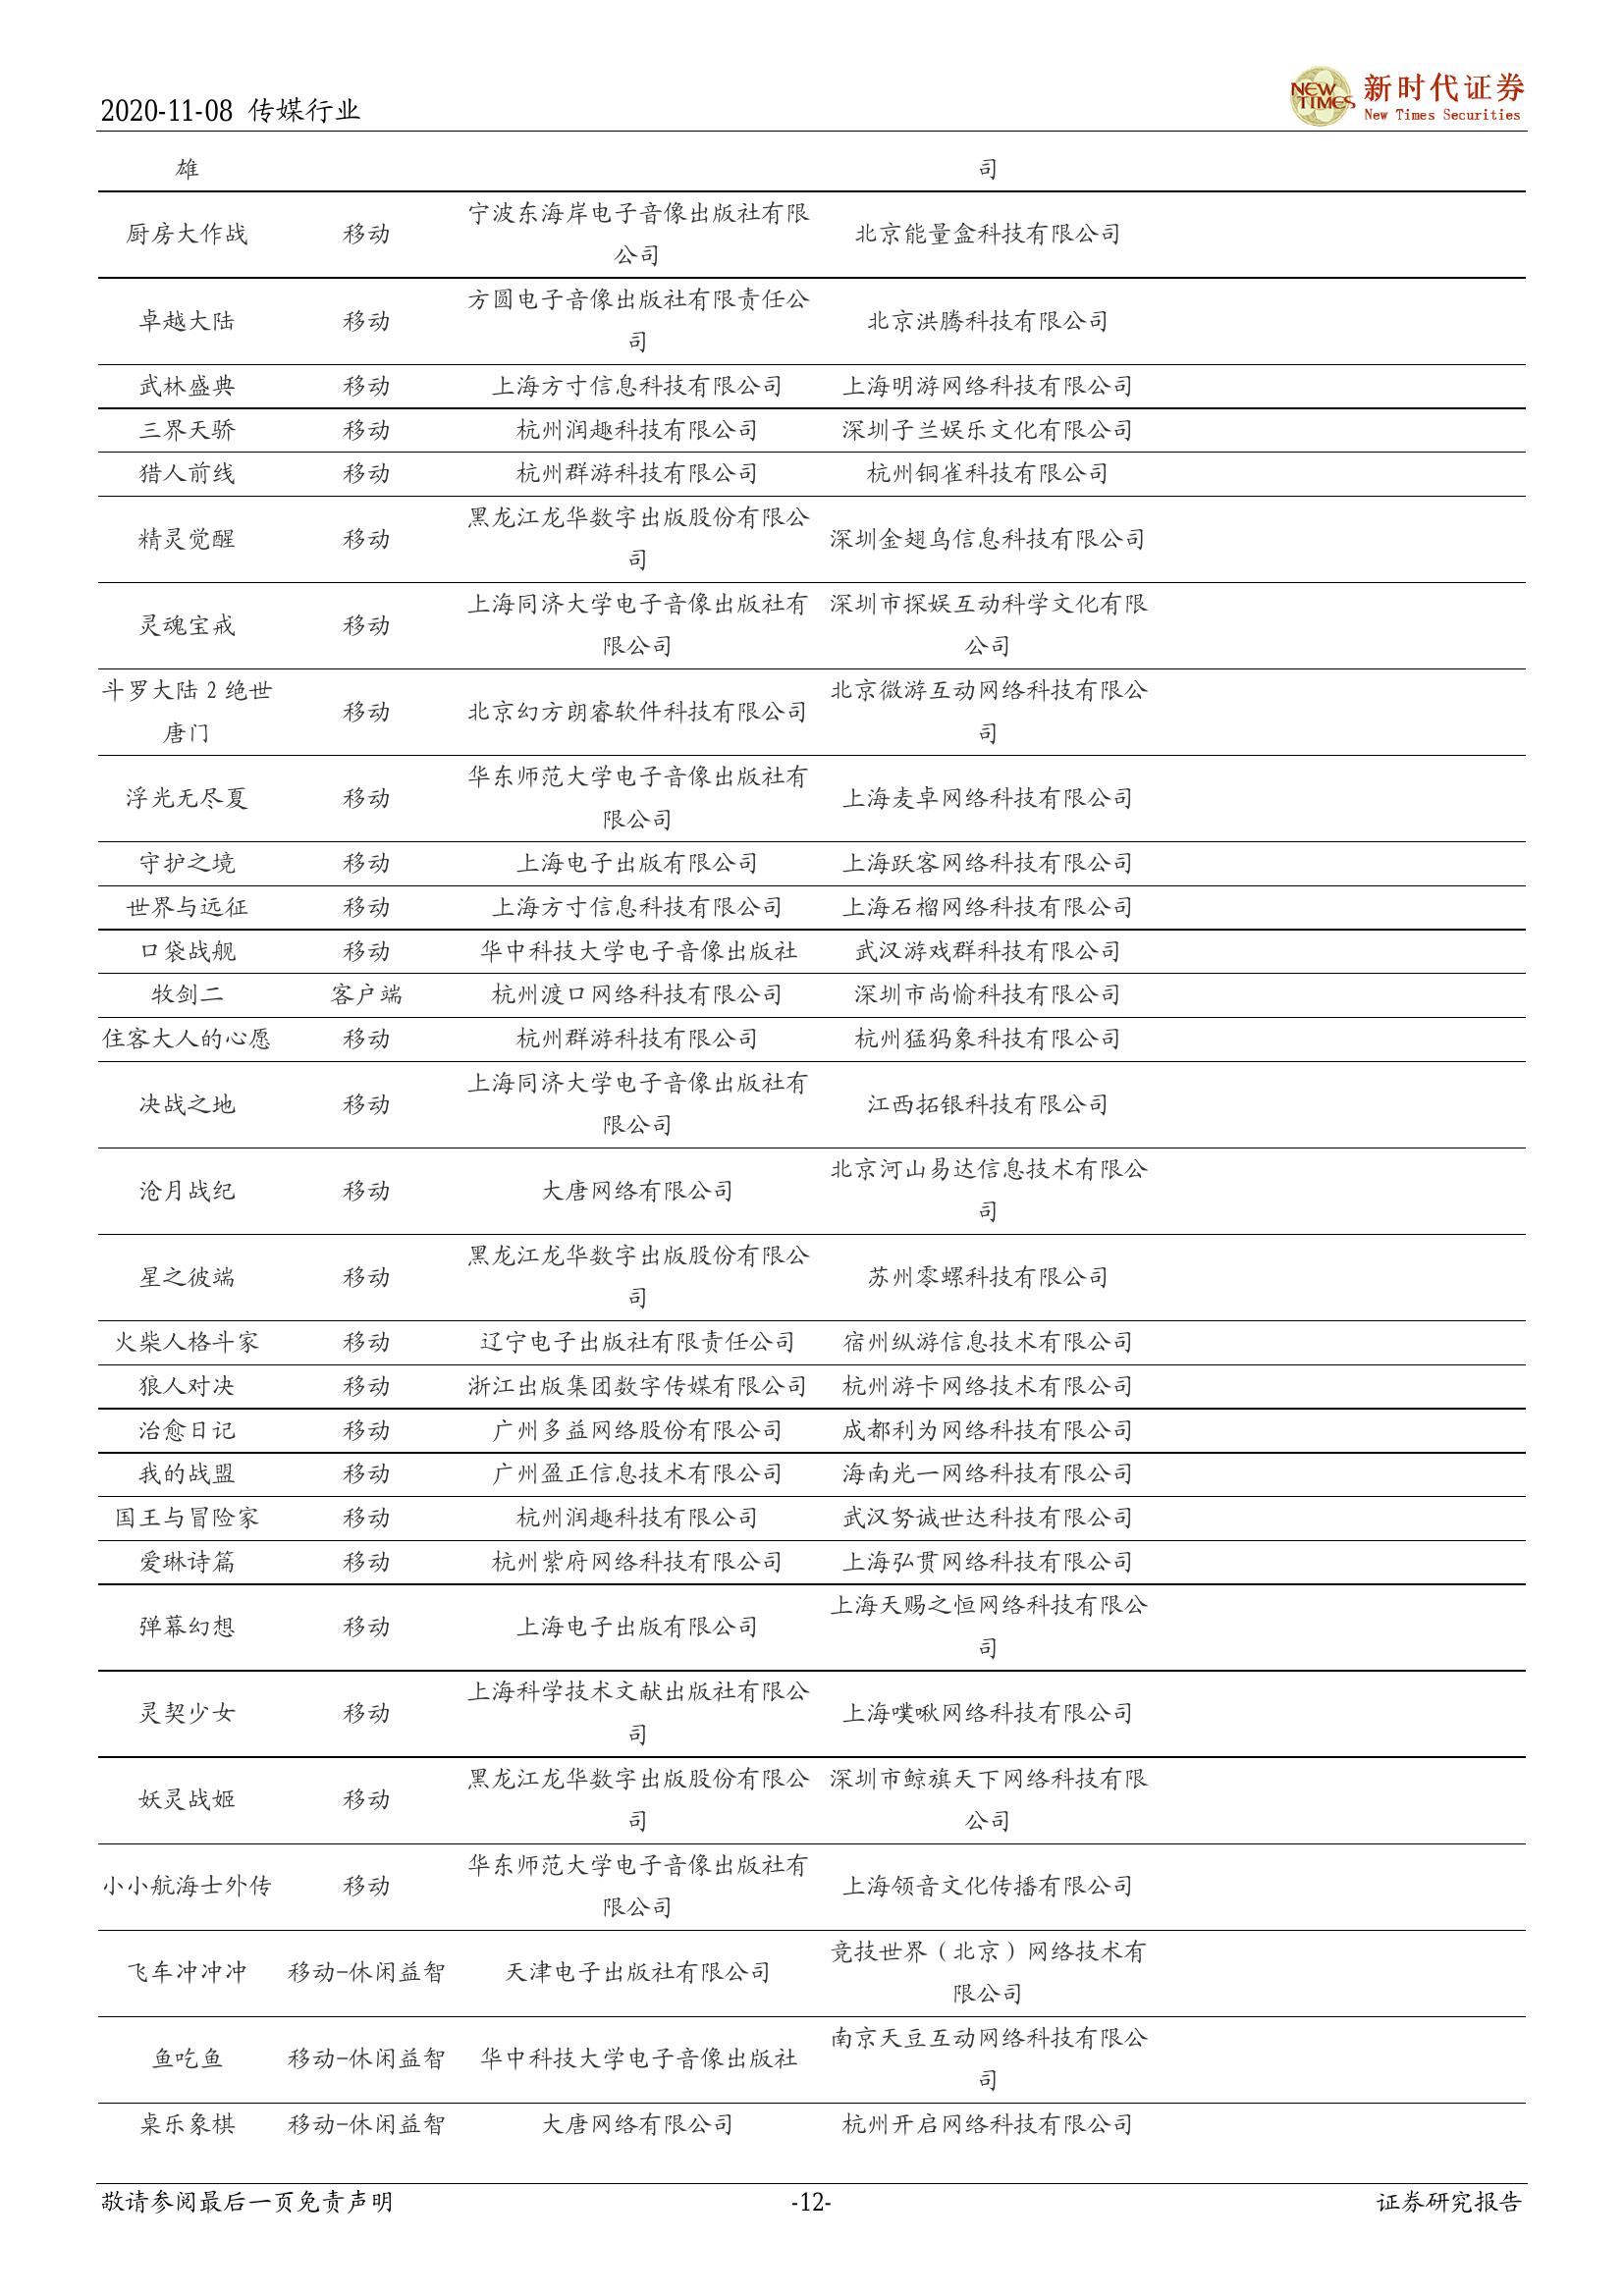 2020-11-08 传媒行业
NEW TIMES
新时代证券
New Times Securities
雄 司
厨房大作战 移动 宁波东海岸电子音像出版社有限 北京能量盒科技有限公司
公司
卓越大陆 移动 方圆电子音像出版社有限责任公 北京洪腾科技有限公司
司
武林盛典 移动 上海方寸信息科技有限公司 上海明游网络科技有限公司
三界天骄 移动 杭州润趣科技有限公司 深圳子兰娱乐文化有限公司
猎人前线 移动 杭州群游科技有限公司 杭州铜雀科技有限公司
精灵觉醒 移动 黑龙江龙华数字出版股份有限公 深圳金翅鸟信息科技有限公司
司
灵魂宝戒 移动 上海同济大学电子音像出版社有 深圳市探娱互动科学文化有限
限公司 公司
斗罗大陆 2 绝世 移动 北京幻方朗睿软件科技有限公司 北京微游互动网络科技有限公
唐门 司
浮光无尽夏 移动 华东师范大学电子音像出版社有 上海麦卓网络科技有限公司
限公司
守护之境 移动 上海电子出版有限公司 上海跃客网络科技有限公司
世界与远征 移动 上海方寸信息科技有限公司 上海石榴网络科技有限公司
口袋战舰 移动 华中科技大学电子音像出版社 武汉游戏群科技有限公司
牧剑二 客户端 杭州渡口网络科技有限公司 深圳市尚愉科技有限公司
住客大人的心愿 移动 杭州群游科技有限公司 杭州猛犸象科技有限公司
决战之地 移动 上海同济大学电子音像出版社有 江西拓银科技有限公司
限公司
沧月战纪 移动 大唐网络有限公司 北京河山易达信息技术有限公
司
星之彼端 移动 黑龙江龙华数字出版股份有限公 苏州零螺科技有限公司
司
火柴人格斗家 移动 辽宁电子出版社有限责任公司 宿州纵游信息技术有限公司
狼人对决 移动 浙江出版集团数字传媒有限公司 杭州游卡网络技术有限公司
治愈日记 移动 广州多益网络股份有限公司 成都利为网络科技有限公司
我的战盟 移动 广州盈正信息技术有限公司 海南光一网络科技有限公司
国王与冒险家 移动 杭州润趣科技有限公司 武汉努诚世达科技有限公司
爱琳诗篇 移动 杭州紫府网络科技有限公司 上海弘贯网络科技有限公司
弹幕幻想 移动 上海电子出版有限公司 上海天赐之恒网络科技有限公
司
灵契少女 移动 上海科学技术文献出版社有限公 上海噗啾网络科技有限公司
司
妖灵战姬 移动 黑龙江龙华数字出版股份有限公 深圳市鲸旗天下网络科技有限
司 公司
小小航海士外传 移动 华东师范大学电子音像出版社有 上海领音文化传播有限公司
限公司
飞车冲冲冲 移动-休闲益智 天津电子出版社有限公司 竞技世界（北京）网络技术有
限公司
鱼吃鱼 移动-休闲益智 华中科技大学电子音像出版社 南京天豆互动网络科技有限公
司
桌乐象棋 移动-休闲益智 大唐网络有限公司 杭州开启网络科技有限公司
敬请参阅最后一页免责声明 -12- 证券研究报告